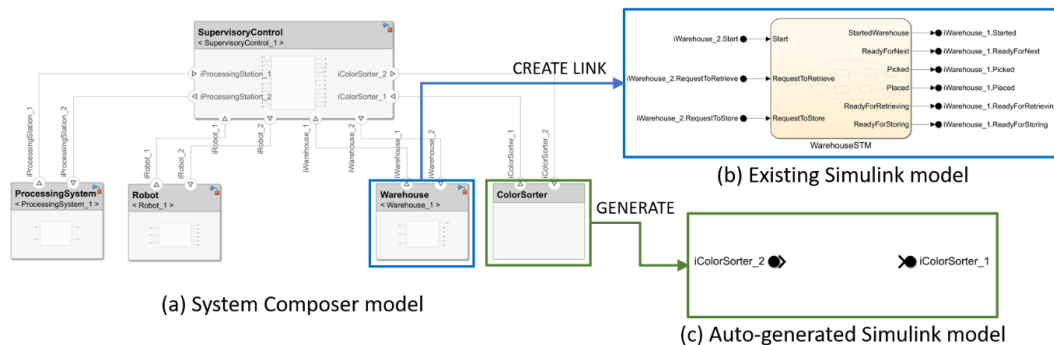 SupervisoryControl
< SupervisoryControl_1 >
iProcessingStation_1
iProcessingStation_2
iColorSorter_2
iColorSorter_1
iProcessingStation_1
iProcessingStation_2
iRobot_1
iRobot_2
iRobot_1
iRobot_2
iWarehouse_1
iWarehouse_2
iWarehouse_1
iWarehouse_2
iColorSorter_1
iColorSorter_2
ProcessingSystem
< ProcessingSystem_1 >
Robot
< Robot_1 >
Warehouse
< Warehouse_1 >
ColorSorter
(a) System Composer model
CREATE LINK
GENERATE
iWarehouse_2.Start
iWarehouse_2.RequestToRetrieve
iWarehouse_2.RequestToStore
Start
RequestToRetrieve
RequestToStore
StartedWarehouse
ReadyForNext
Picked
Placed
ReadyForRetrieving
ReadyForStoring
iWarehouse_1.Started
iWarehouse_1.ReadyForNext
iWarehouse_1.Picked
iWarehouse_1.Placed
iWarehouse_1.ReadyForRetrieving
iWarehouse_1.ReadyForStoring
WarehouseSTM
(b) Existing Simulink model
iColorSorter_2
iColorSorter_1
(c) Auto-generated Simulink model